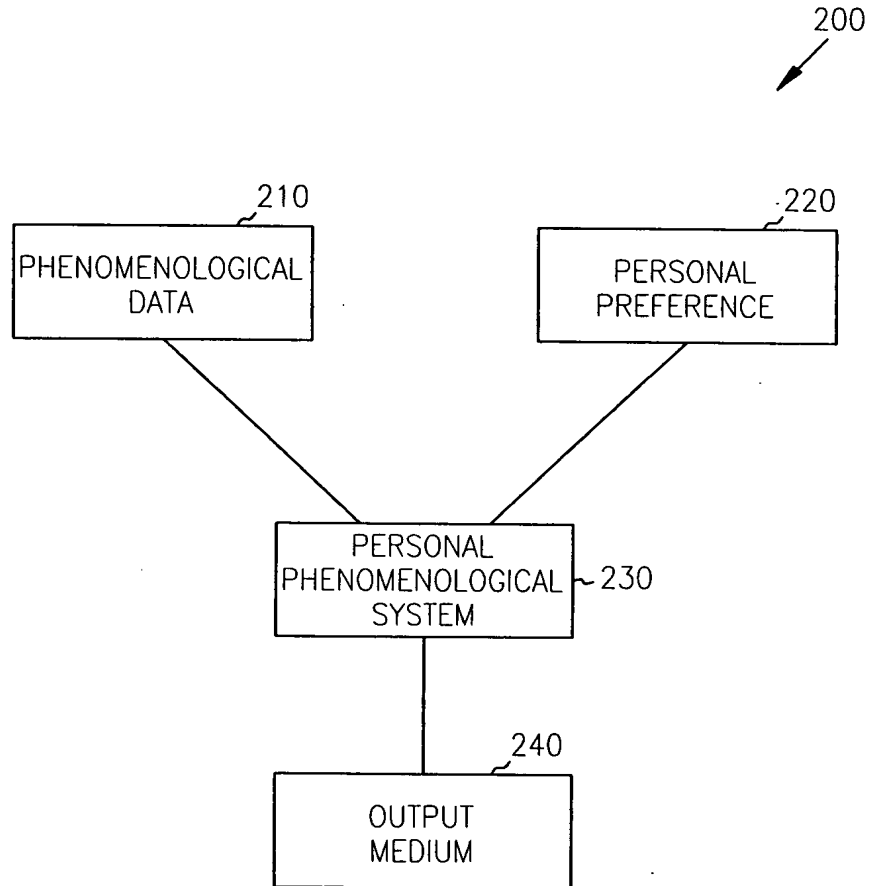 200
210
PHENOMENOLOGICAL
DATA
220
PERSONAL
PREFERENCE
PERSONAL
PHENOMENOLOGICAL
SYSTEM
230
240
OUTPUT
MEDIUM